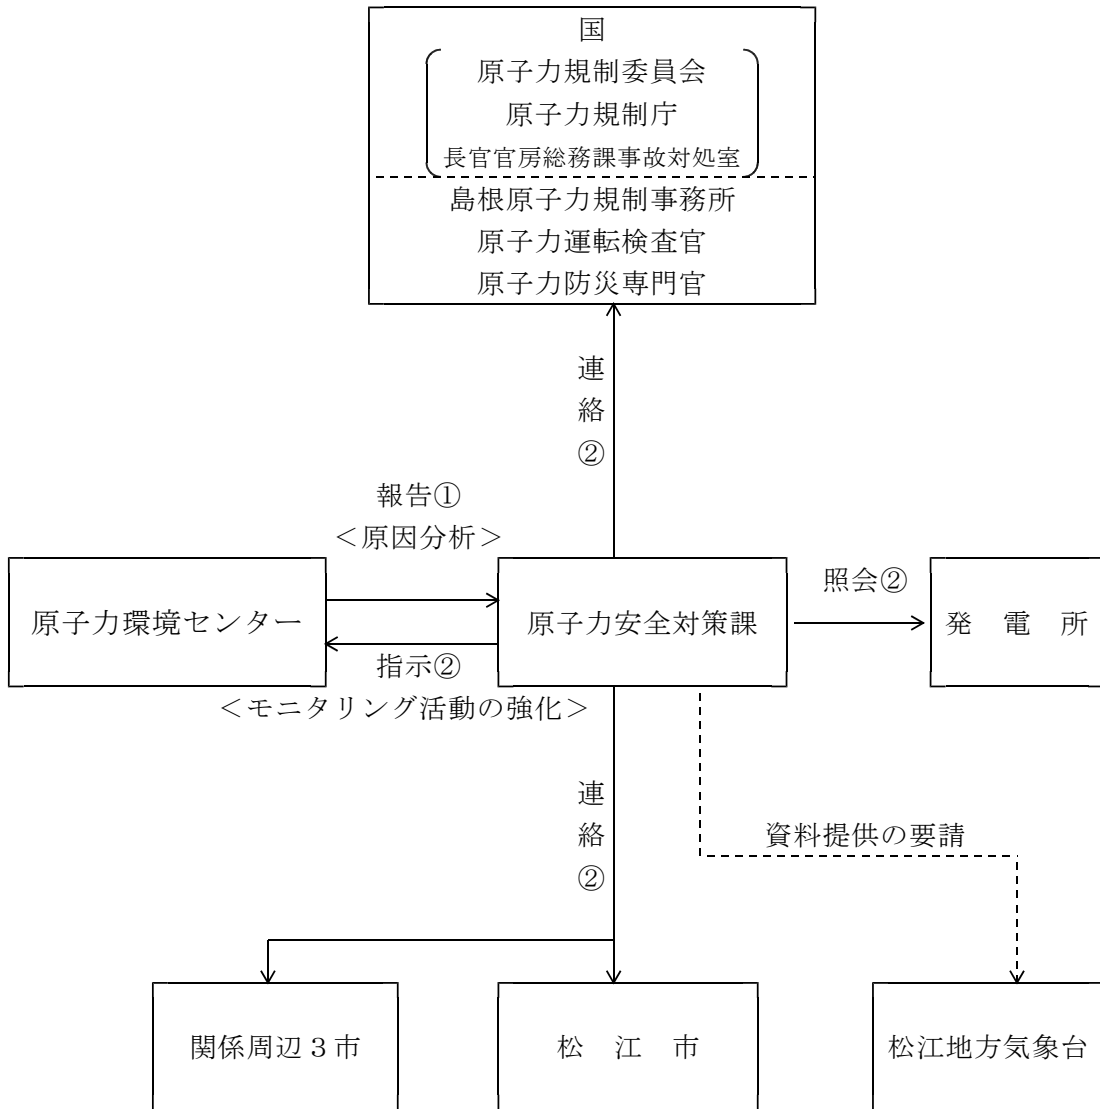 国
原子力規制委員会
原子力規制庁
長官官房総務課事故対処室
島根原子力規制事務所
原子力運転検査官
原子力防災専門官
連
絡
②
報告①
＜原因分析＞
照会②
原子力環境センター
原子力安全対策課
発　電　所
指示②
＜モニタリング活動の強化＞
連
絡
②
資料提供の要請
関係周辺３市
松　江　市
松江地方気象台